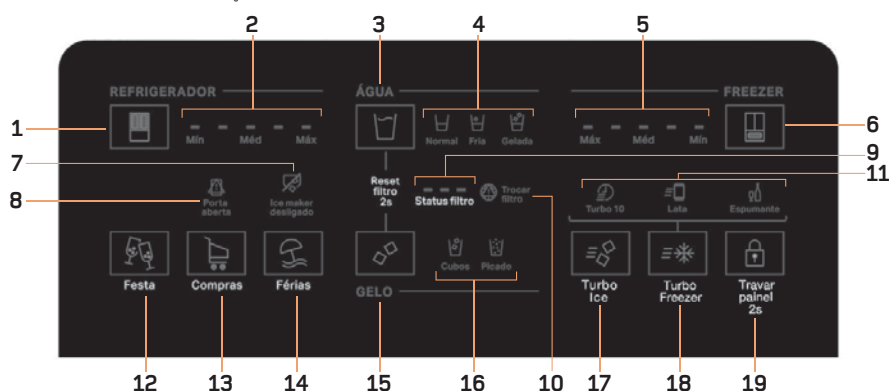 2 3 4 5
REFRIGERADOR ÁGUA FREEZER
1 Mín Méd Máx Normal Fria Gelada Máx Méd Mín 6
7 9
8 Porta aberta Ice maker desligado Reset filtro 2s Status filtro Trocar filtro Turbo 10 Lata Espumante 11
Cubos Picado
Festa Compras Férias Turbo Ice Turbo Freezer Travar painel 2s
GELO
12 13 14 15 16 10 17 18 19